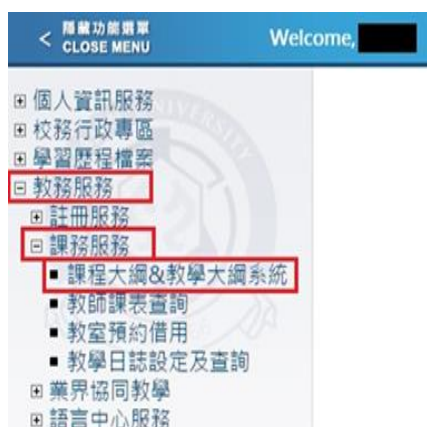 < 隱藏功能選單
CLOSE MENU
Welcome,
個人資訊服務
校務行政專區
學習歷程檔案
教務服務
註冊服務
課務服務
課程大綱&教學大綱系統
教師課表查詢
教室預約借用
教學日誌設定及查詢
業界協同教學
語言中心服務